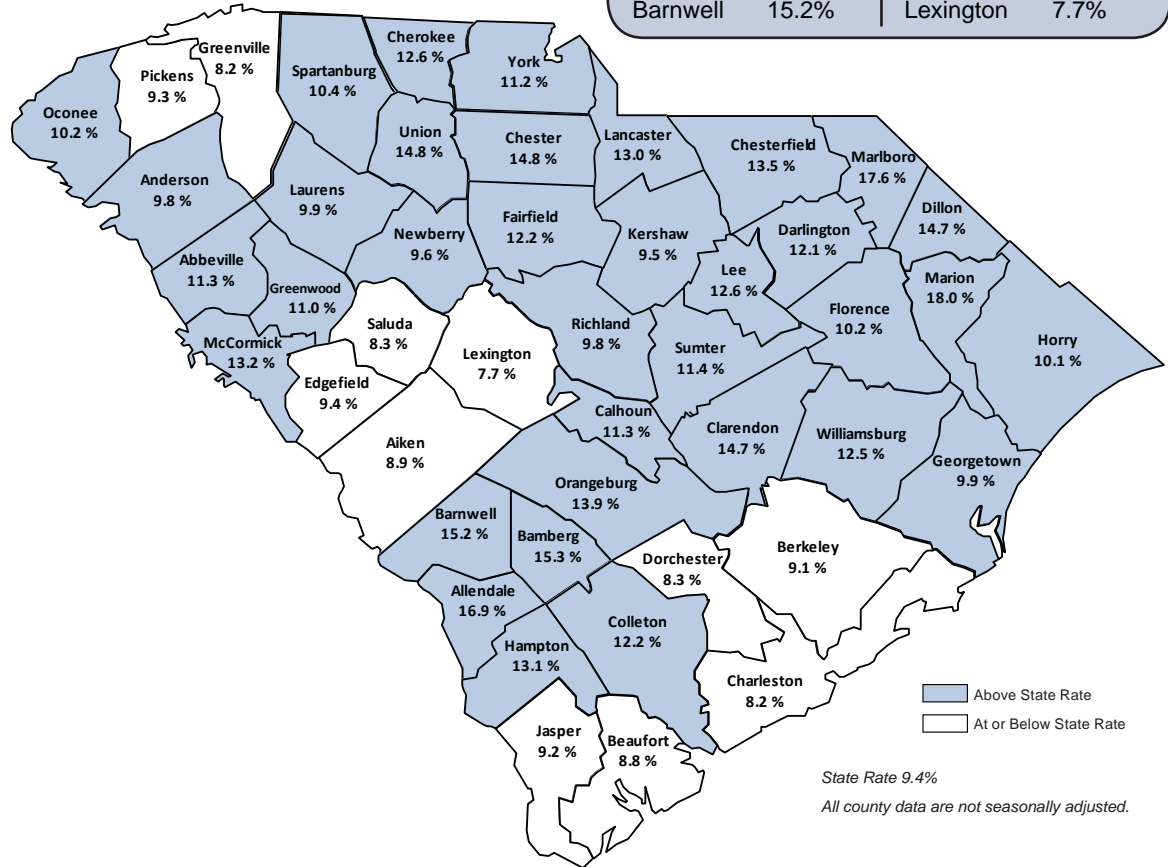 Barnwell 15.2% Lexington 7.7%
Greenville
8.2 %
Cherokee
12.6 %
York
11.2 %
Pickens
9.3 %
Spartanburg
10.4 %
Oconee
10.2 %
Union
14.8 %
Chester
14.8 %
Lancaster
13.0 %
Chesterfield
13.5 %
Marlboro
17.6 %
Anderson
9.8 %
Laurens
9.9 %
Dillon
14.7 %
Fairfield
12.2 %
Kershaw
9.5 %
Darlington
12.1 %
Newberry
9.6 %
Abbeville
11.3 %
Greenwood
11.0 %
Lee
12.6 %
Marion
18.0 %
Florence
10.2 %
Saluda
8.3 %
Richland
9.8 %
McCormick
13.2 %
Lexington
7.7 %
Sumter
11.4 %
Horry
10.1 %
Edgefield
9.4 %
Calhoun
11.3 %
Clarendon
14.7 %
Williamsburg
12.5 %
Aiken
8.9 %
Georgetown
9.9 %
Orangeburg
13.9 %
Barnwell
15.2 %
Bamberg
15.3 %
Berkeley
9.1 %
Dorchester
8.3 %
Allendale
16.9 %
Colleton
12.2 %
Hampton
13.1 %
Charleston
8.2 %
Jasper
9.2 %
Beaufort
8.8 %
Above State Rate
At or Below State Rate
State Rate 9.4%
All county data are not seasonally adjusted.